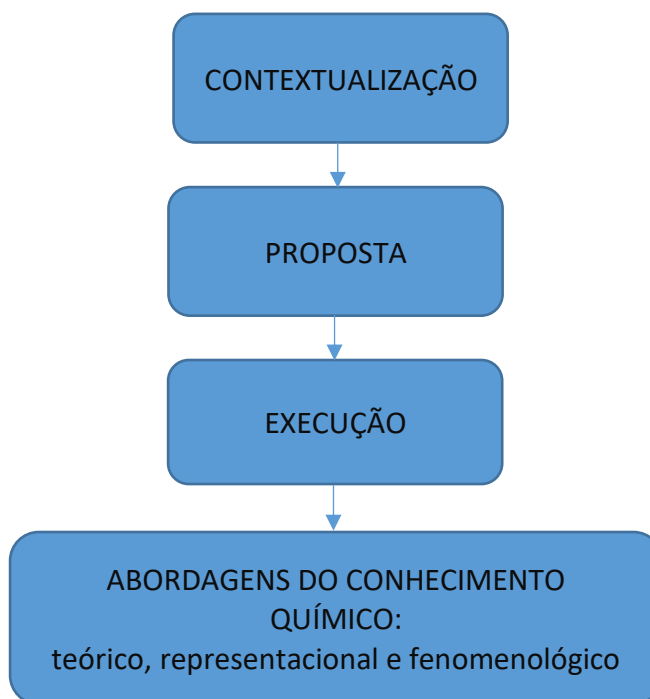 CONTEXTUALIZAÇÃO
PROPOSTA
EXECUÇÃO
ABORDAGENS DO CONHECIMENTO
QUÍMICO:
teórico, representacional e fenomenológico